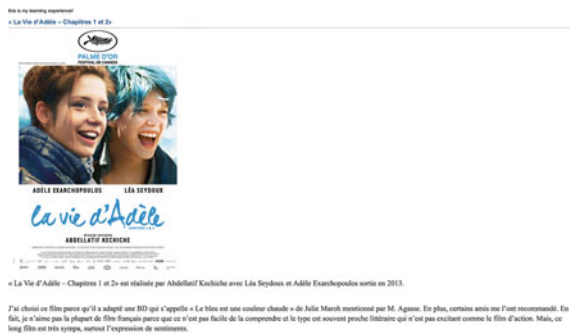 this is my learning experience!
« La Vie d'Adèle – Chapitres 1 et 2»
PALME D'OR
FESTIVAL DE CANNES
ADÈLE EXARCHOPOULOS LÉA SEYDOUX
la vie d'Adèle
CHAPITRES 1 & 2
ABDELLATIF KECHICHE
« La Vie d'Adèle – Chapitres 1 et 2» est réalisée par Abdellatif Kechiche avec Léa Seydoux et Adèle Exarchopoulos sortie en 2013.
J'ai choisi ce film parce qu'il a adapté une BD qui s'appelle « Le bleu est une couleur chaude » de Julie Maroh mentionné par M. Agasse. En plus, certains amis me l'ont recommandé. En
fait, je n'aime pas la plupart de film français parce que ce n'est pas facile de la comprendre et le type est souvent proche littéraire qui n'est pas excitant comme le film d'action. Mais, ce
long film est très sympa, surtout l'expression de sentiments.